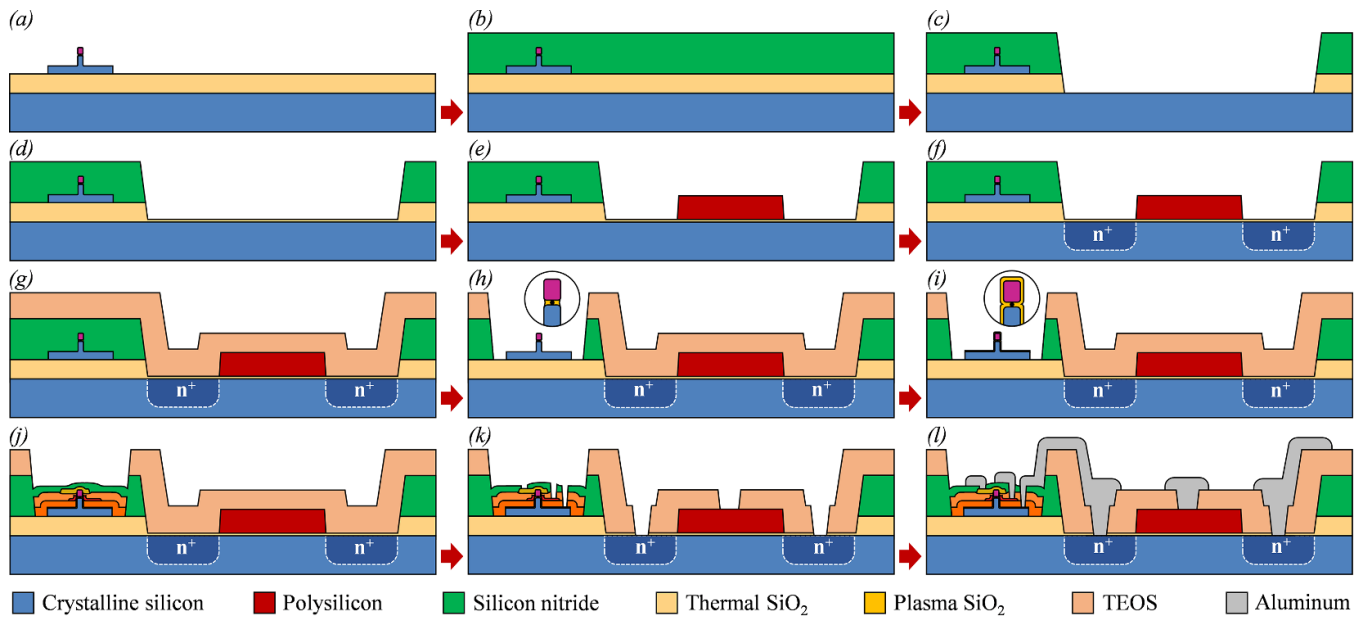 (a) (b) (c)
(d) (e) (f)
n⁺ n⁺
(g) (h) (i)
n⁺ n⁺ n⁺ n⁺ n⁺ n⁺
(j) (k) (l)
n⁺ n⁺ n⁺ n⁺ n⁺ n⁺
Crystalline silicon Polysilicon Silicon nitride Thermal SiO₂ Plasma SiO₂ TEOS Aluminum